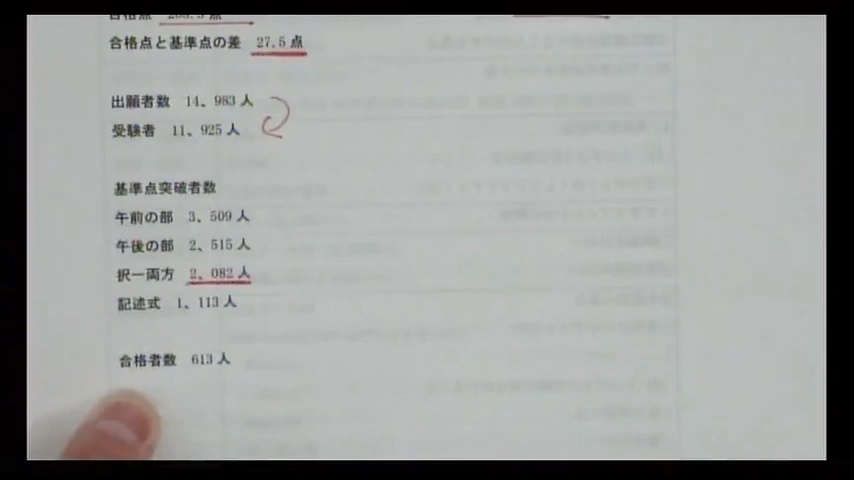 合格点と基準点の差 27.5点
出願者数 14、983人
受験者 11、925人
基準点突破者数
午前の部 3、509人
午後の部 2、515人
択一両方 2、082人
記述式 1、113人
合格者数 613人